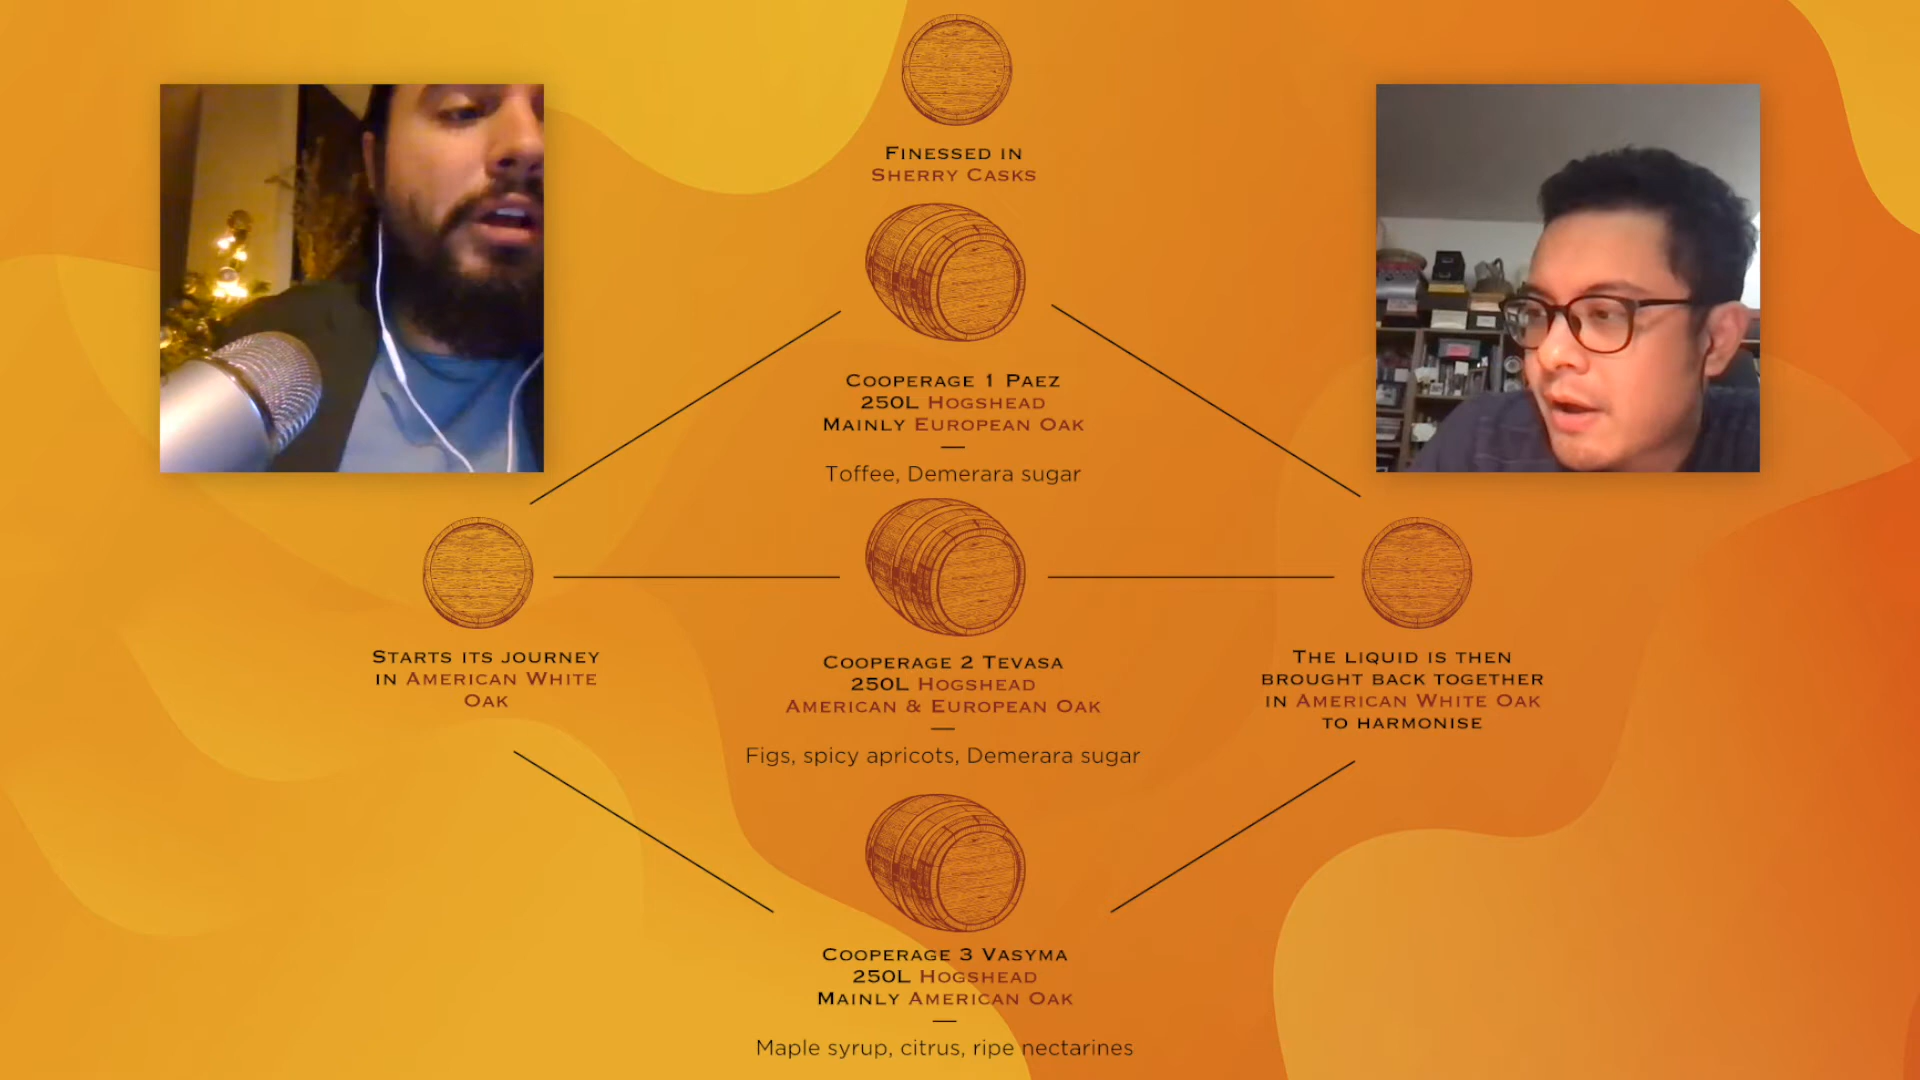 FINESSED IN
SHERRY CASKS
COOPERAGE 1 PAEZ
250L HOGSHEAD
MAINLY EUROPEAN OAK
Toffee, Demerara sugar
STARTS ITS JOURNEY
IN AMERICAN WHITE
OAK
COOPERAGE 2 TEVASA
250L HOGSHEAD
AMERICAN & EUROPEAN OAK
Figs, spicy apricots, Demerara sugar
THE LIQUID IS THEN
BROUGHT BACK TOGETHER
IN AMERICAN WHITE OAK
TO HARMONISE
COOPERAGE 3 VASYMA
250L HOGSHEAD
MAINLY AMERICAN OAK
Maple syrup, citrus, ripe nectarines